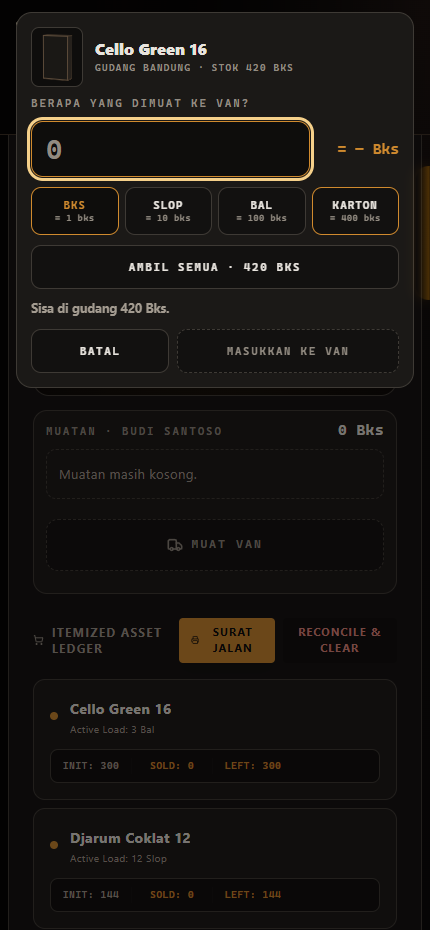 Cello Green 16
GUDANG BANDUNG · STOK 420 BKS
BERAPA YANG DIMUAT KE VAN?
0
= – Bks
BKS
= 1 bks
SLOP
= 10 bks
BAL
= 100 bks
KARTON
= 400 bks
AMBIL SEMUA · 420 BKS
Sisa di gudang 420 Bks.
BATAL
MASUKKAN KE VAN
MUATAN · BUDI SANTOSO
0 Bks
Muatan masih kosong.
MUAT VAN
ITEMIZED ASSET
LEDGER
SURAT
JALAN
RECONCILE &
CLEAR
Cello Green 16
Active Load: 3 Bal
INIT: 300
SOLD: 0
LEFT: 300
Djarum Coklat 12
Active Load: 12 Slop
INIT: 144
SOLD: 0
LEFT: 144